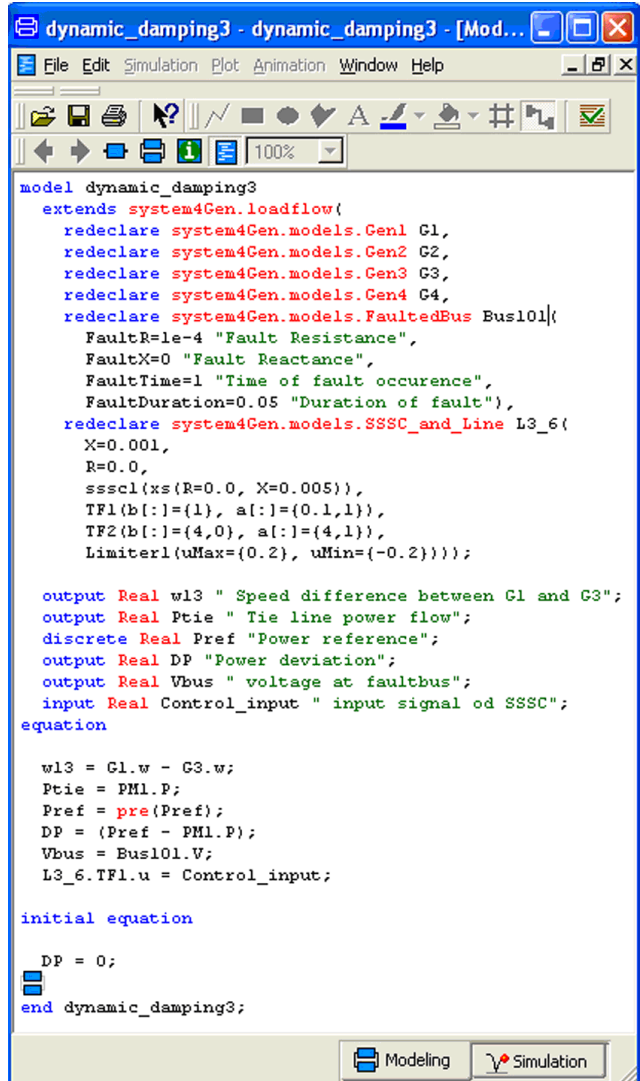 dynamic_damping3 - dynamic_damping3 - [Mod...
File Edit Simulation Plot Animation Window Help
100%
model dynamic_damping3
extends system4Gen.loadflow(
redeclare system4Gen.models.Gen1 G1,
redeclare system4Gen.models.Gen2 G2,
redeclare system4Gen.models.Gen3 G3,
redeclare system4Gen.models.Gen4 G4,
redeclare system4Gen.models.FaultedBus Bus101(
FaultR=1e-4 "Fault Resistance",
FaultX=0 "Fault Reactance",
FaultTime=1 "Time of fault occurence",
FaultDuration=0.05 "Duration of fault"),
redeclare system4Gen.models.SSSC_and_Line L3_6(
X=0.001,
R=0.0,
sssc1(xs(R=0.0, X=0.005)),
TF1(b[:]={1}, a[:]={0.1,1}),
TF2(b[:]={4,0}, a[:]={4,1}),
Limiter1(uMax={0.2}, uMin={-0.2})));
output Real w13 " Speed difference between G1 and G3";
output Real Ptie " Tie line power flow";
discrete Real Pref "Power reference";
output Real DP "Power deviation";
output Real Vbus " voltage at faultbus";
input Real Control_input " input signal od SSSC";
equation
w13 = G1.w - G3.w;
Ptie = PM1.P;
Pref = pre(Pref);
DP = (Pref - PM1.P);
Vbus = Bus101.V;
L3_6.TF1.u = Control_input;
initial equation
DP = 0;
end dynamic_damping3;
Modeling Simulation